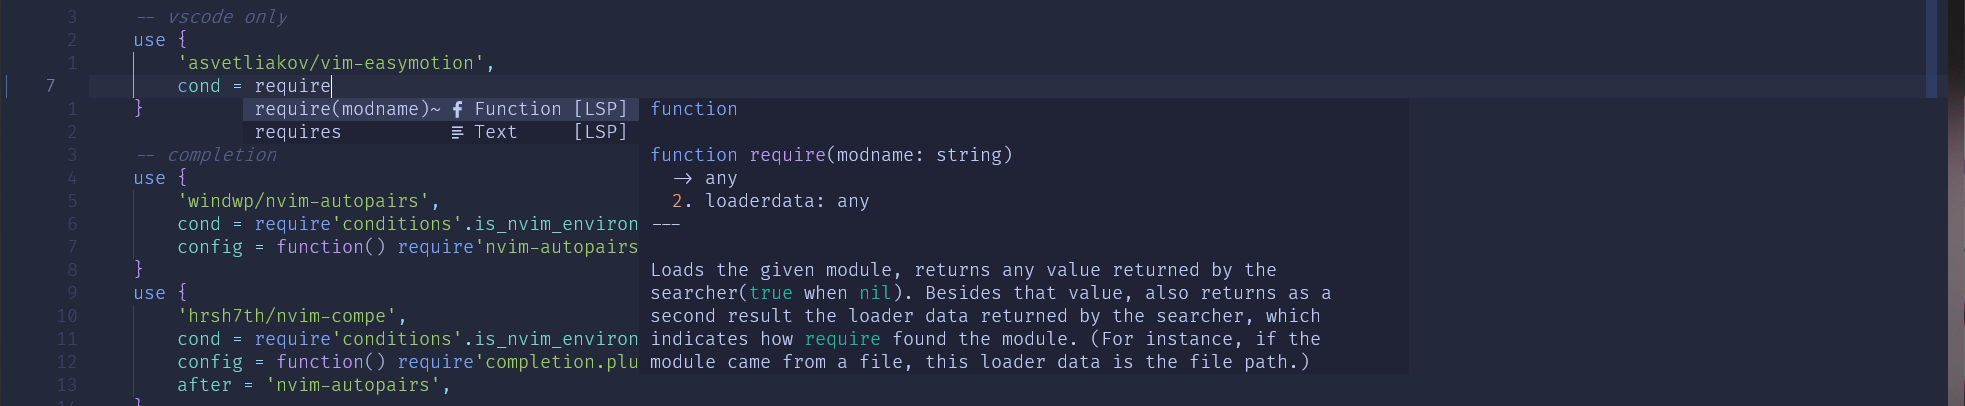 3 -- vscode only
2 use {
1 'asvetliakov/vim-easymotion',
7 cond = require
1 }
require(modname)~ Function [LSP]
function
2 requires Text [LSP]
3 -- completion
function require(modname: string)
4 use {
-> any
5 'windwp/nvim-autopairs',
2. loaderdata: any
6 cond = require'conditions'.is_nvim_environ
---
7 config = function() require'nvim-autopairs
8 }
Loads the given module, returns any value returned by the
9 use {
searcher(true when nil). Besides that value, also returns as a
10 'hrsh7th/nvim-compe',
second result the loader data returned by the searcher, which
11 cond = require'conditions'.is_nvim_environ
indicates how require found the module. (For instance, if the
12 config = function() require'completion.plu
module came from a file, this loader data is the file path.)
13 after = 'nvim-autopairs',
14 }